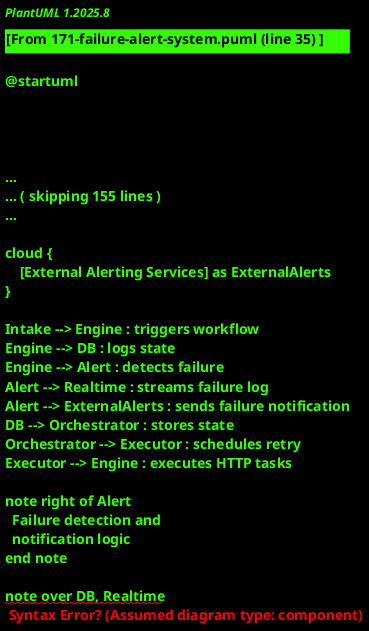 PlantUML 1.2025.8
[From 171-failure-alert-system.puml (line 35) ]
@startuml
...
... ( skipping 155 lines )
...
cloud {
[External Alerting Services] as ExternalAlerts
}
Intake --> Engine : triggers workflow
Engine --> DB : logs state
Engine --> Alert : detects failure
Alert --> Realtime : streams failure log
Alert --> ExternalAlerts : sends failure notification
DB --> Orchestrator : stores state
Orchestrator --> Executor : schedules retry
Executor --> Engine : executes HTTP tasks
note right of Alert
Failure detection and
notification logic
end note
note over DB, Realtime
Syntax Error? (Assumed diagram type: component)